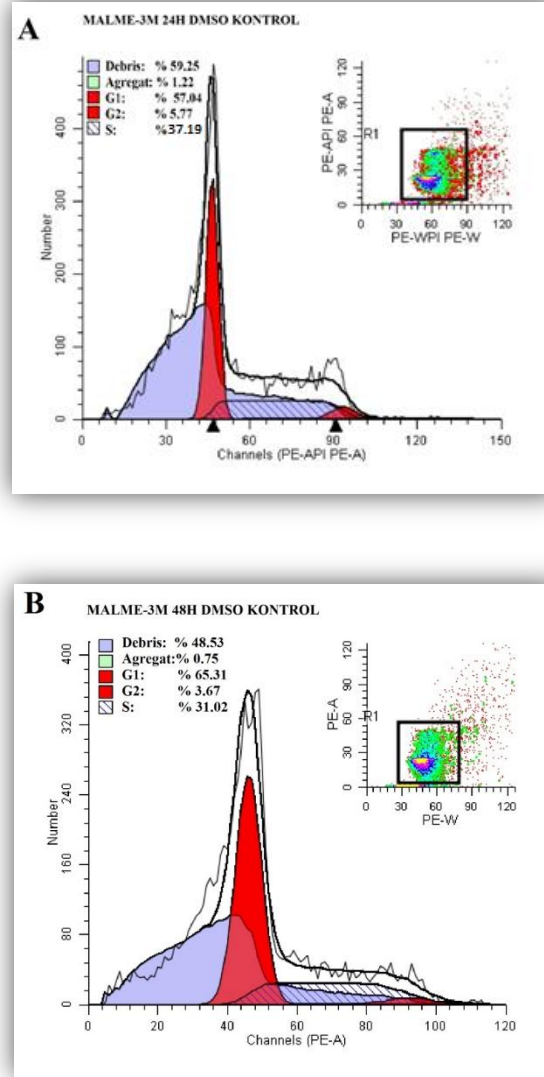 A
MALME-3M 24H DMSO KONTROL
Debris: % 59.25
Agregat: % 1.22
G1: % 57.04
G2: % 5.77
S: %37.19
Number
0 100 200 300 400
0 30 60 90 120 150
Channels (PE-API PE-A)
PE-API PE-A
0 30 60 90 120
R1
0 30 60 90 120
PE-WPI PE-W
B
MALME-3M 48H DMSO KONTROL
Debris: % 48.53
Agregat:% 0.75
G1: % 65.31
G2: % 3.67
S: % 31.02
Number
0 80 160 240 320 400
0 20 40 60 80 100 120
Channels (PE-A)
PE-A
0 30 60 90 120
R1
0 30 60 90 120
PE-W